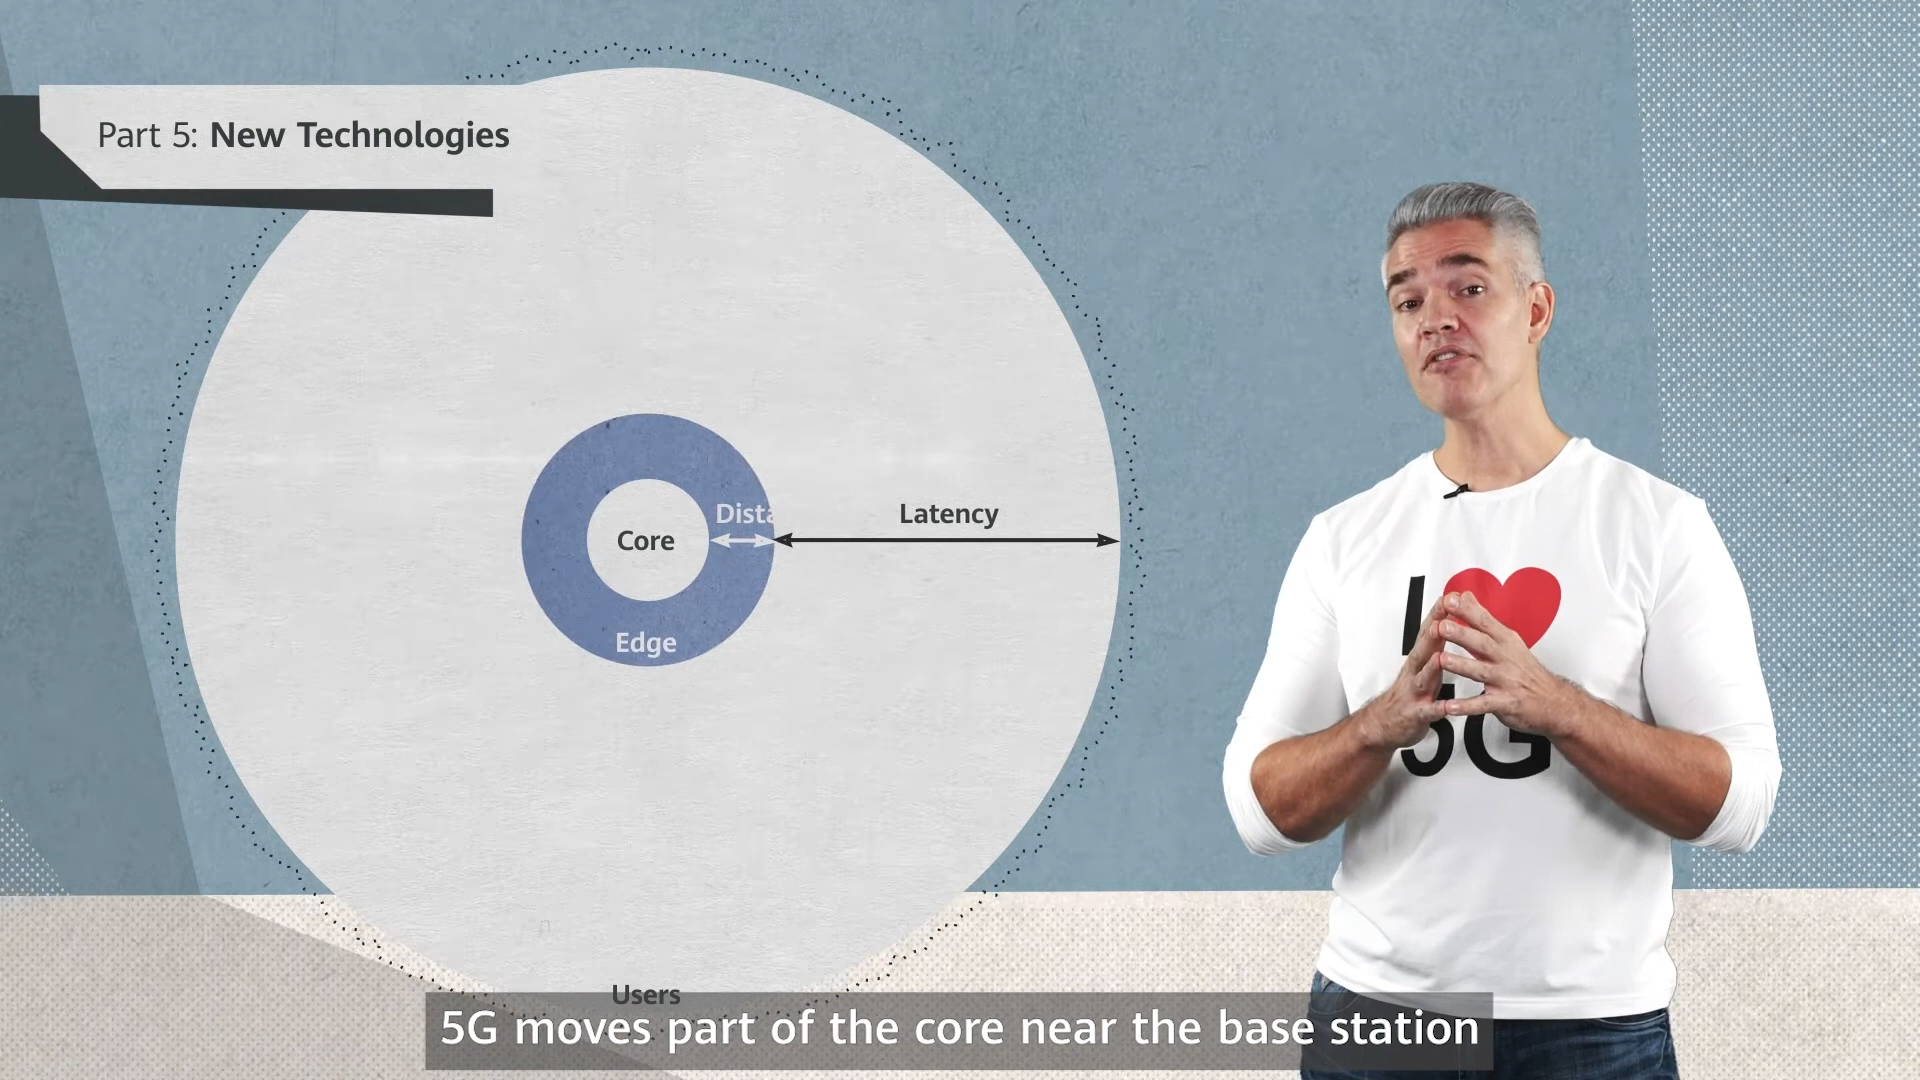 Part 5: New Technologies
Core
Dista
Latency
Edge
Users
I
5G
5G moves part of the core near the base station